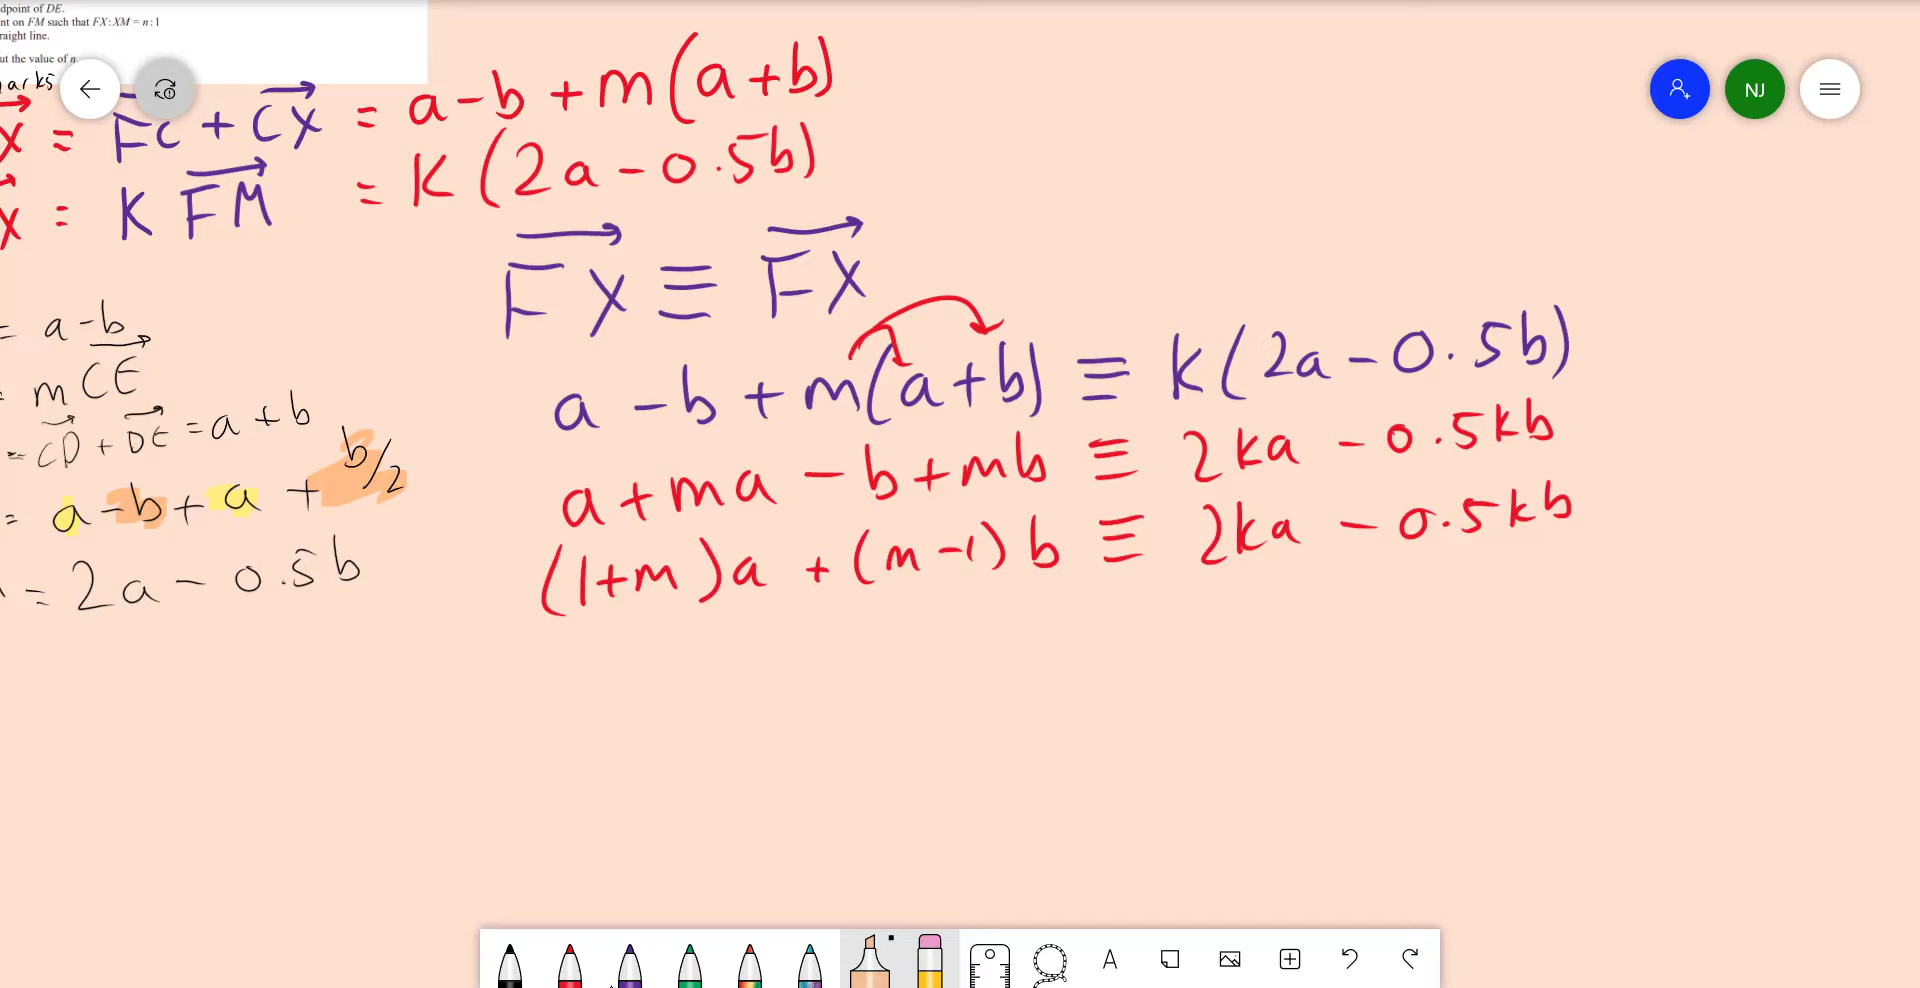 dpoint of DE.
nt on FM such that FX : XM = n : 1
raight line.
ut the value of n.
marks
X = FC + CX = a - b + m(a + b)
X = K FM = K (2a - 0.5b)
FX ≡ FX
= a - b
= m CE
= CD + DE = a + b
= a - b + a + b/2
= 2a - 0.5b
a - b + m(a + b) ≡ K(2a - 0.5b)
a + ma - b + mb ≡ 2ka - 0.5kb
(1+m)a + (m-1)b ≡ 2ka - 0.5kb
NJ
A